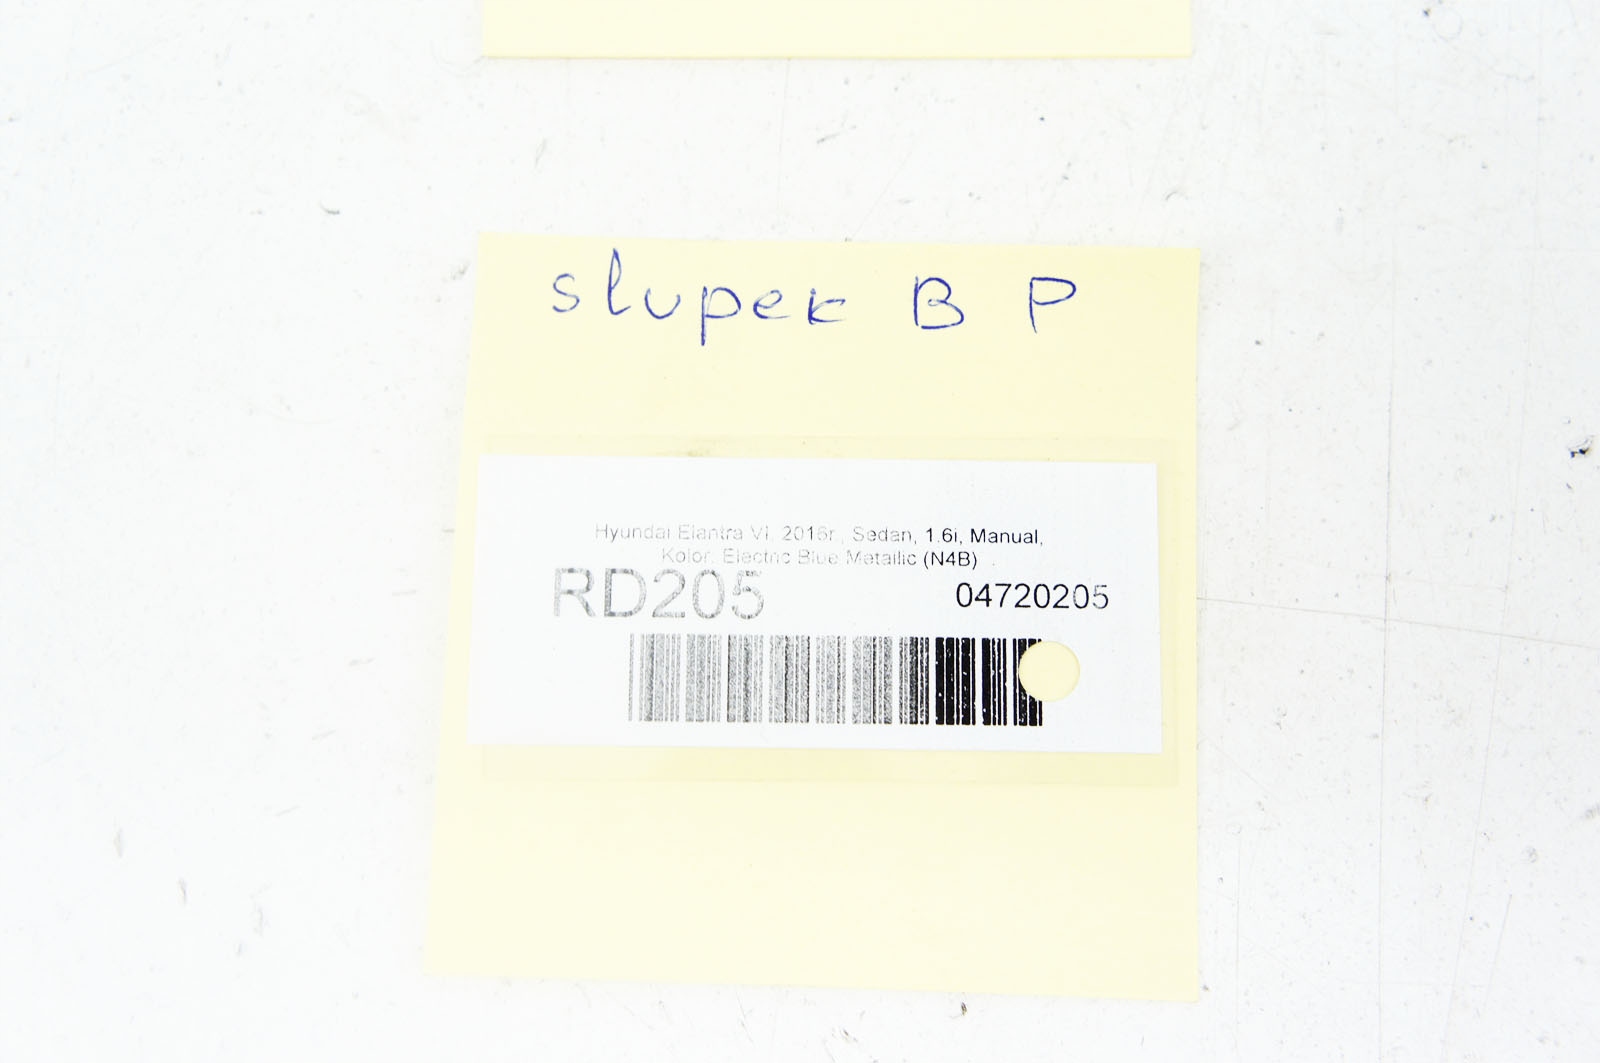 slupek B P
Hyundai Elantra VI, 2016r., Sedan, 1.6i, Manual,
Kolor: Electric Blue Metallic (N4B)
RD205 04720205